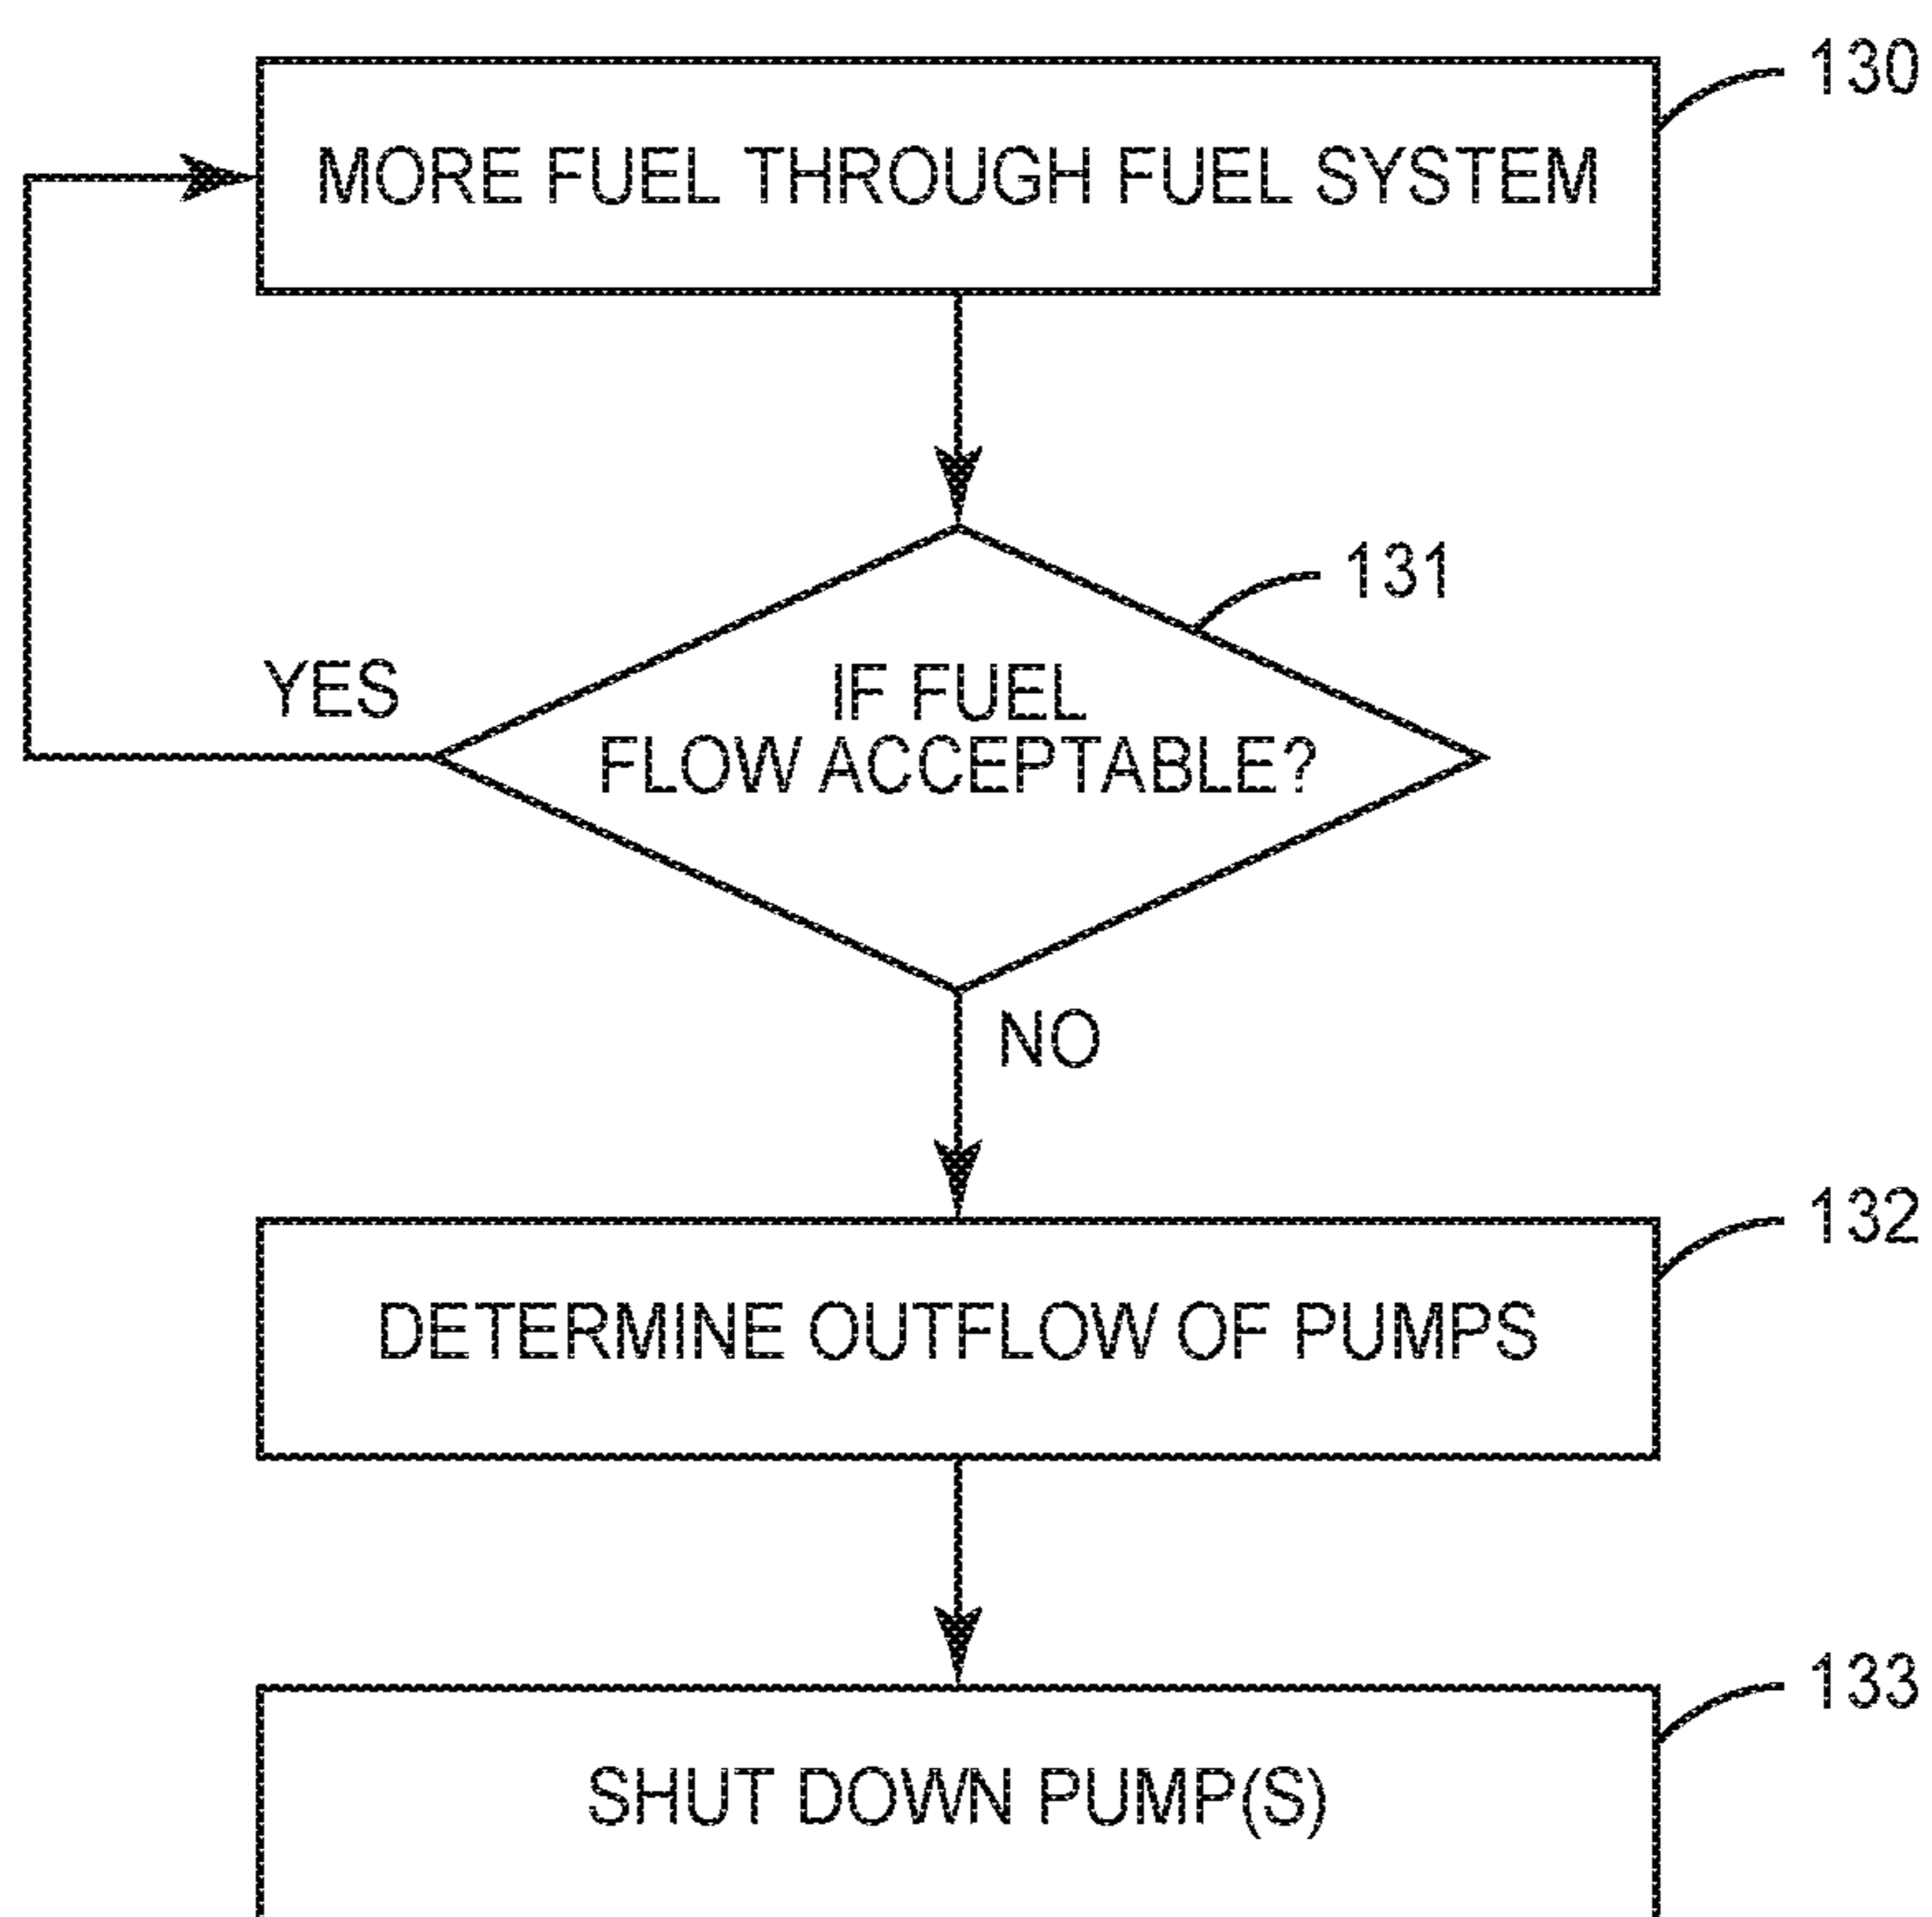 130
MORE FUEL THROUGH FUEL SYSTEM
131
YES
IF FUEL
FLOW ACCEPTABLE?
NO
132
DETERMINE OUTFLOW OF PUMPS
133
SHUT DOWN PUMP(S)